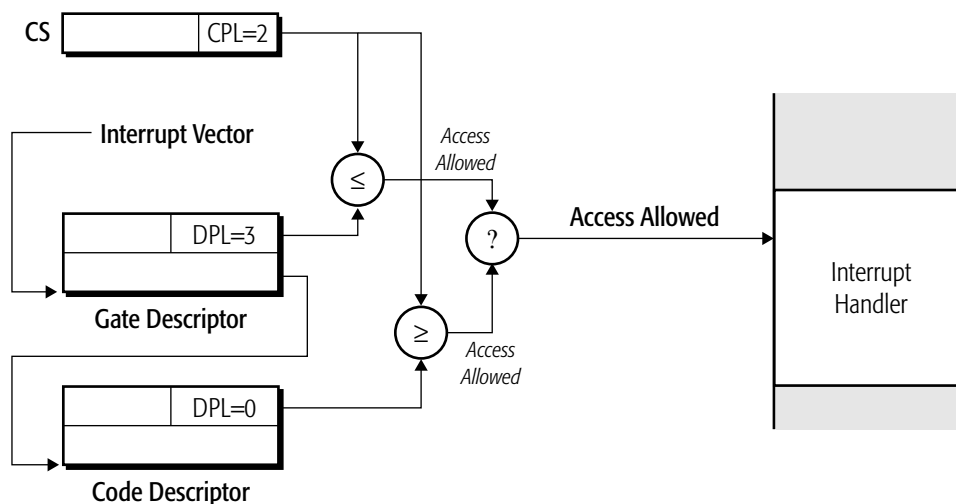 CS
CPL=2
Interrupt Vector
Access
Allowed
≤
DPL=3
?
Access Allowed
Interrupt
Handler
Gate Descriptor
≥
Access
Allowed
DPL=0
Code Descriptor